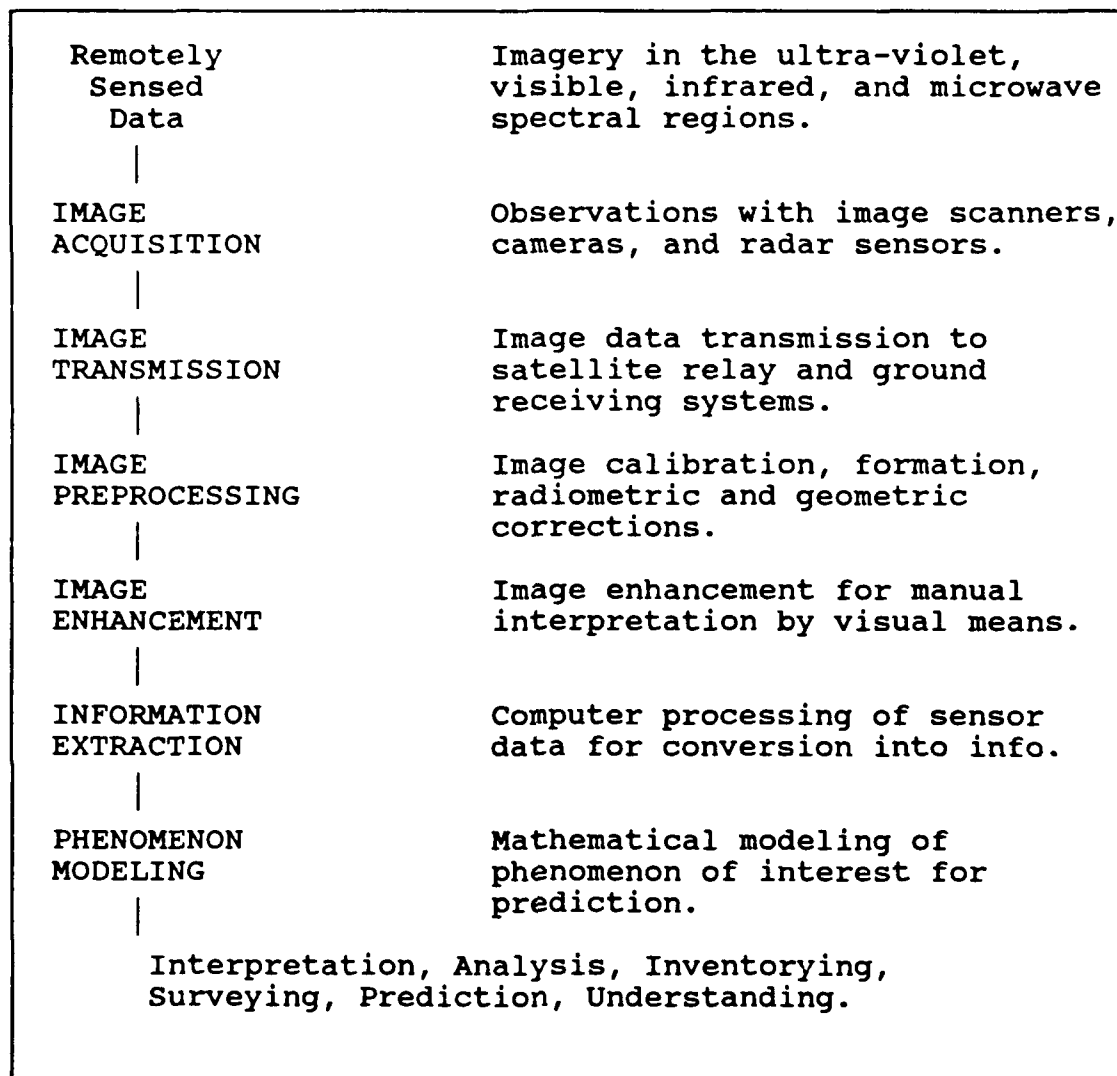 Remotely
Sensed
Data
Imagery in the ultra-violet,
visible, infrared, and microwave
spectral regions.
IMAGE
ACQUISITION
Observations with image scanners,
cameras, and radar sensors.
IMAGE
TRANSMISSION
Image data transmission to
satellite relay and ground
receiving systems.
IMAGE
PREPROCESSING
Image calibration, formation,
radiometric and geometric
corrections.
IMAGE
ENHANCEMENT
Image enhancement for manual
interpretation by visual means.
INFORMATION
EXTRACTION
Computer processing of sensor
data for conversion into info.
PHENOMENON
MODELING
Mathematical modeling of
phenomenon of interest for
prediction.
Interpretation, Analysis, Inventorying,
Surveying, Prediction, Understanding.